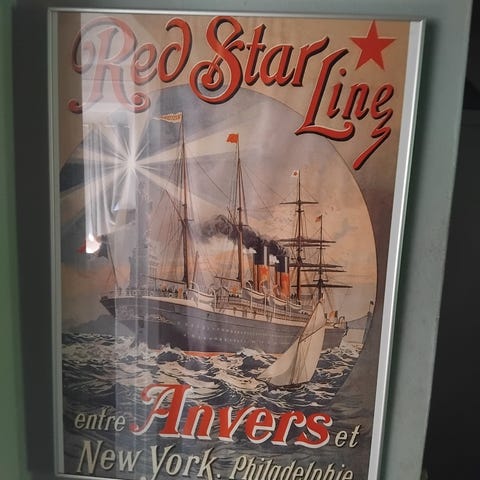 Red Star
Line
entre Anvers et
New York. Philadelphie